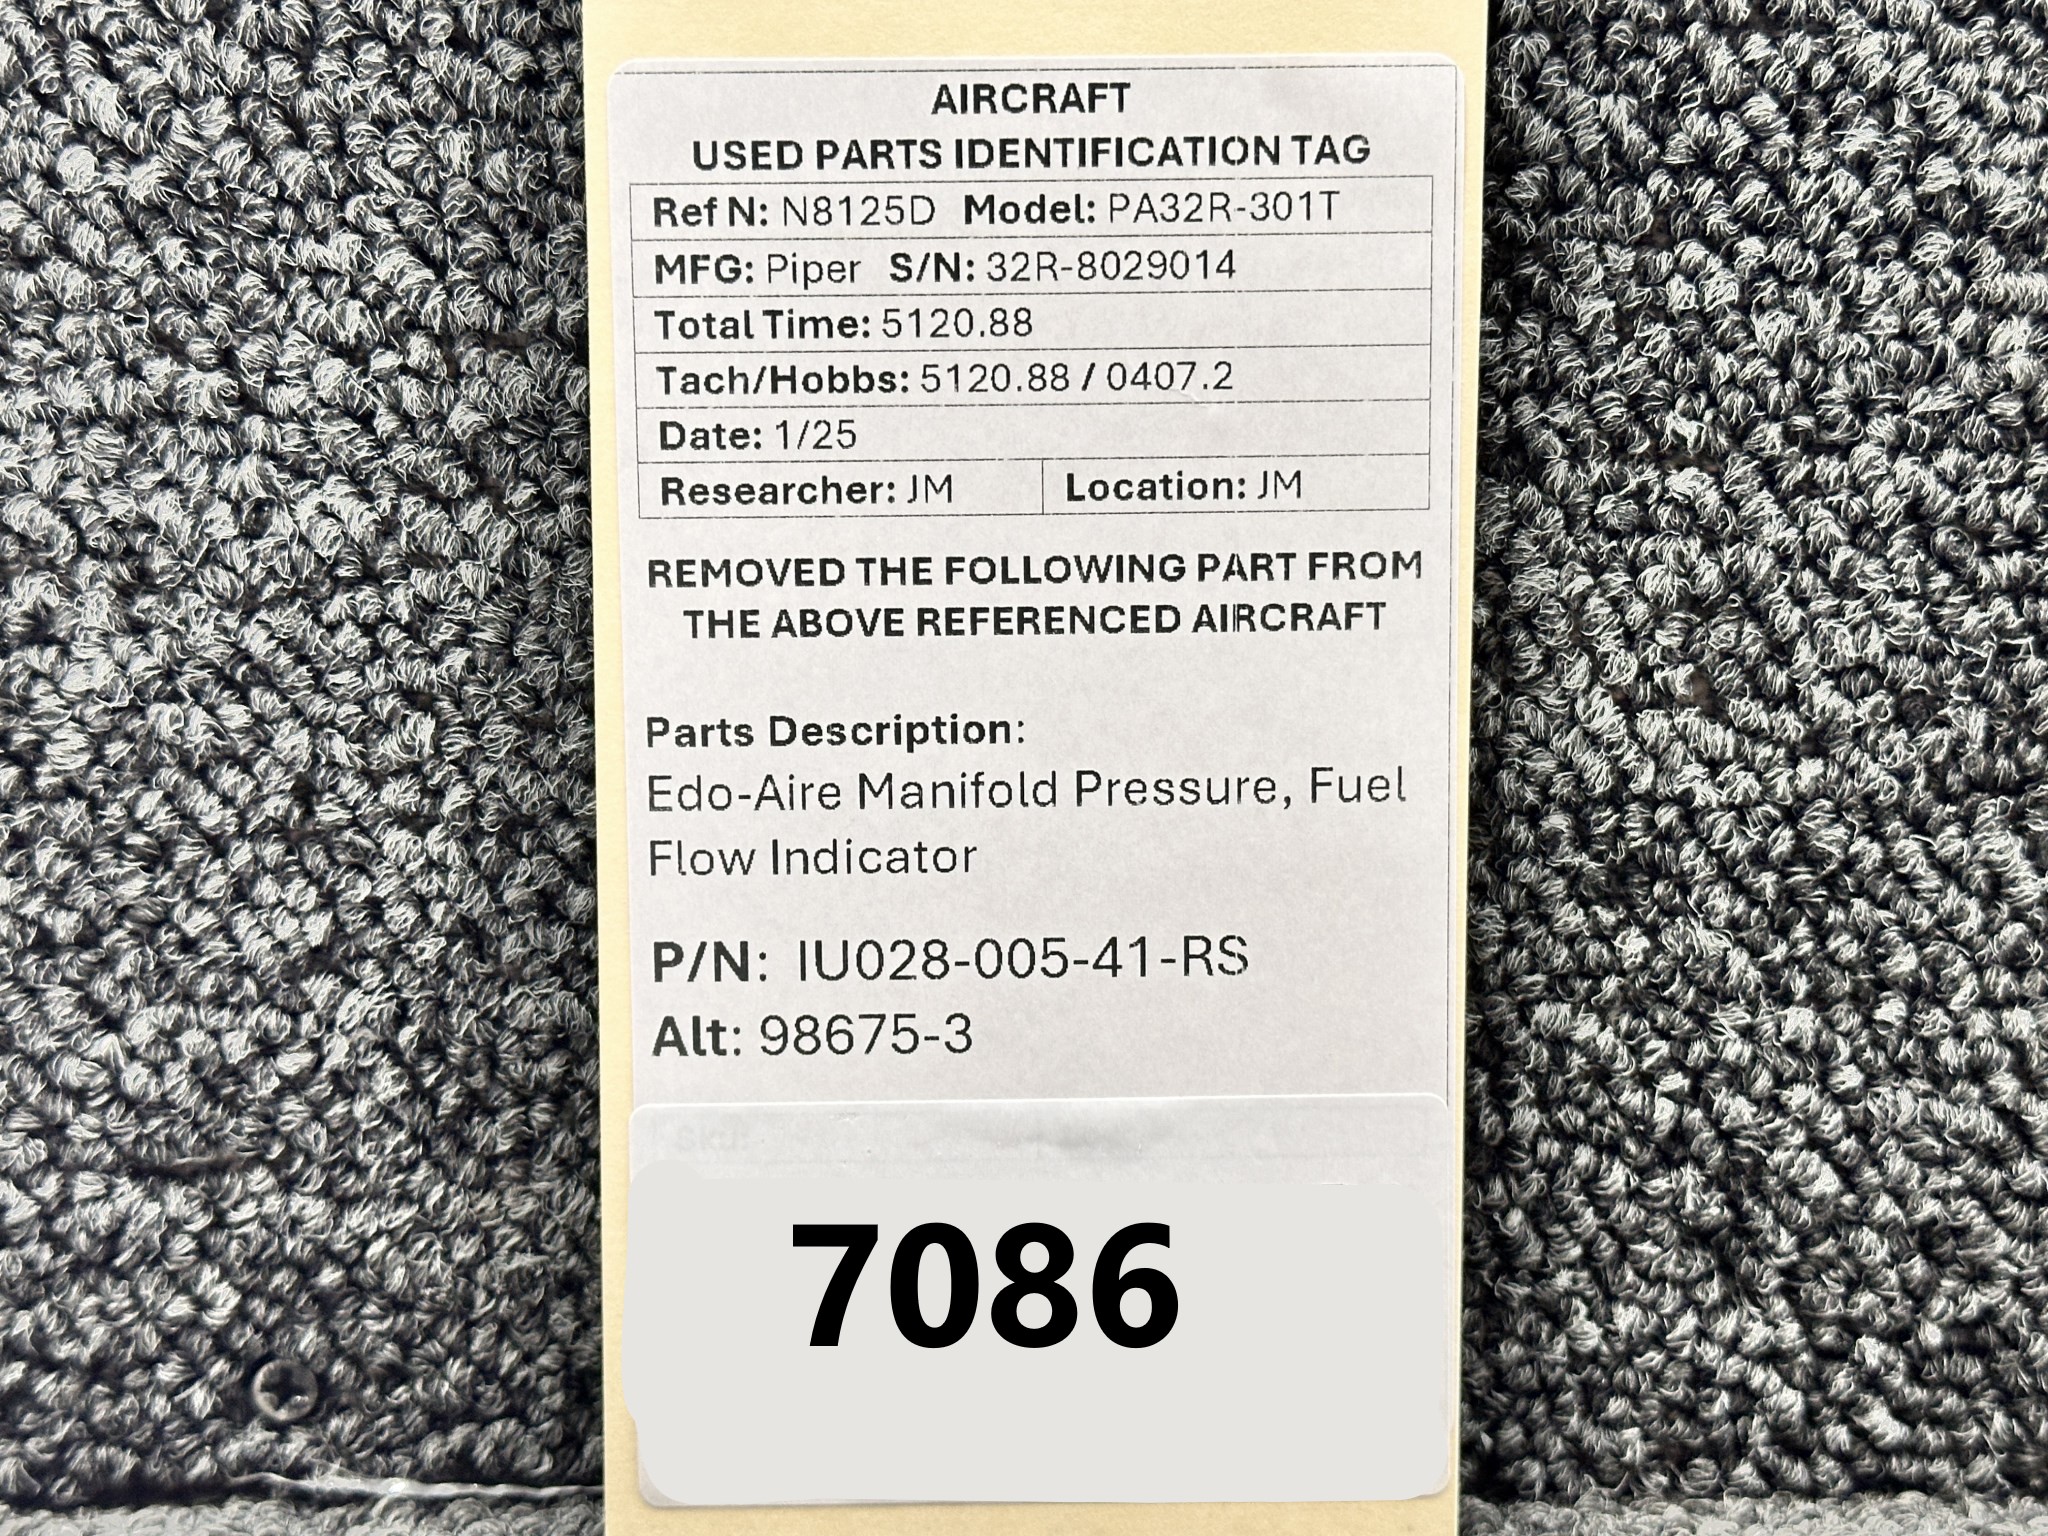 AIRCRAFT
USED PARTS IDENTIFICATION TAG
Ref N: N8125D Model: PA32R-301T
MFG: Piper S/N: 32R-8029014
Total Time: 5120.88
Tach/Hobbs: 5120.88 / 0407.2
Date: 1/25
Researcher: JM Location: JM
REMOVED THE FOLLOWING PART FROM
THE ABOVE REFERENCED AIRCRAFT
Parts Description:
Edo-Aire Manifold Pressure, Fuel
Flow Indicator
P/N: IU028-005-41-RS
Alt: 98675-3
7086